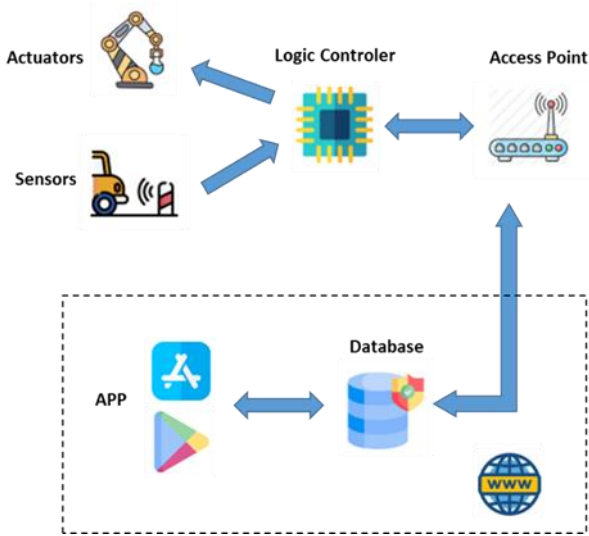 Actuators
Logic Controler
Access Point
Sensors
Database
APP
WWW